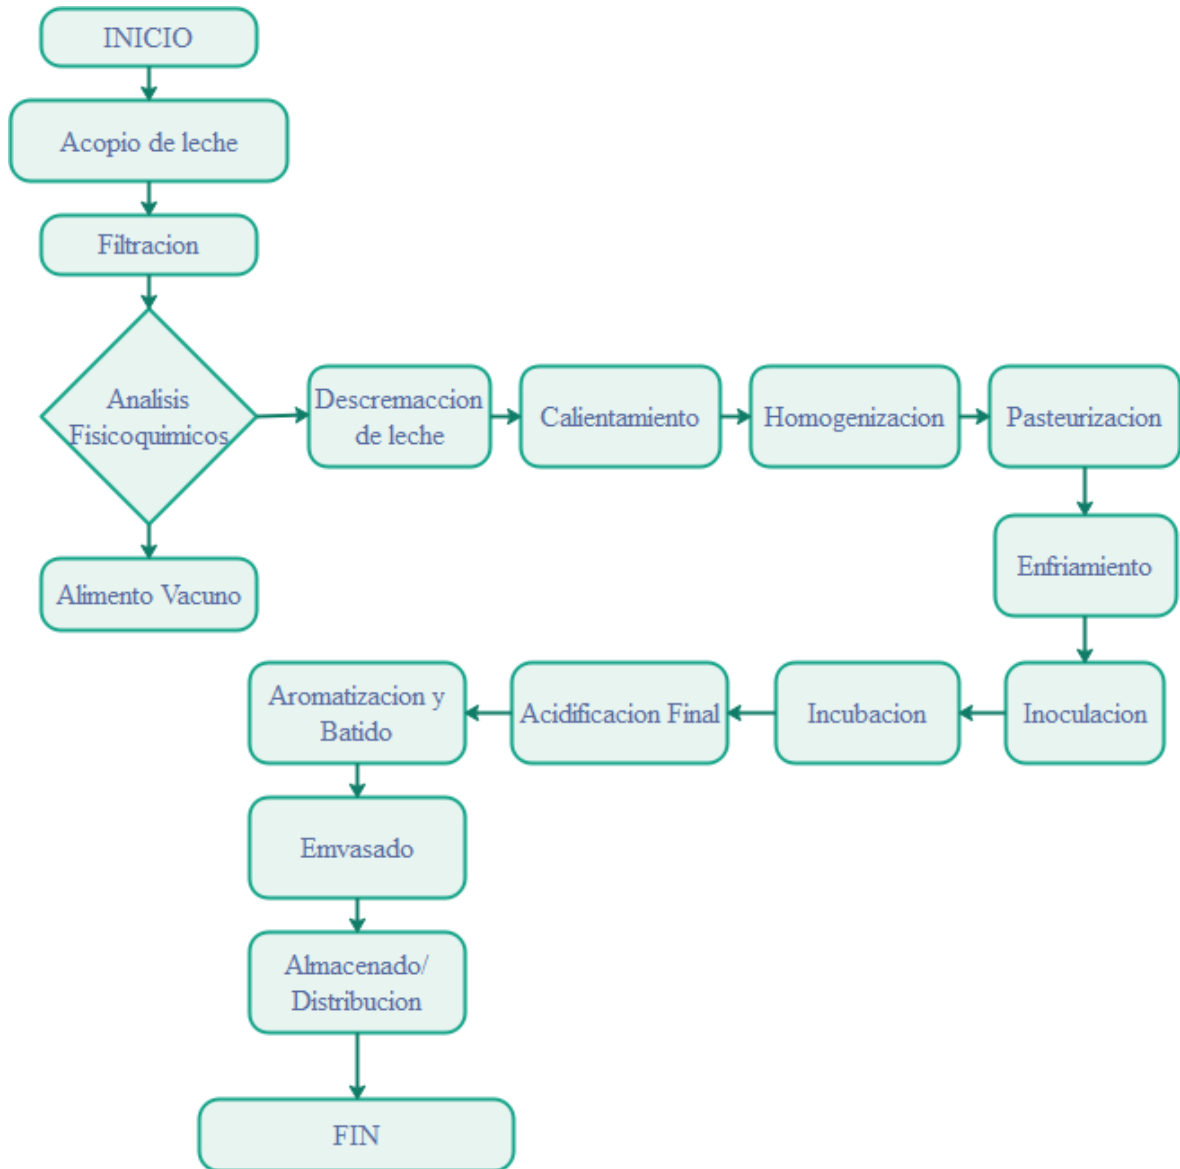 INICIO
Acopio de leche
Filtracion
Analisis
Fisicoquimicos
Descremaccion
de leche
Calientamiento
Homogenizacion
Pasteurizacion
Alimento Vacuno
Enfriamiento
Inoculacion
Incubacion
Acidificacion Final
Aromatizacion y
Batido
Emvasado
Almacenado/
Distribucion
FIN